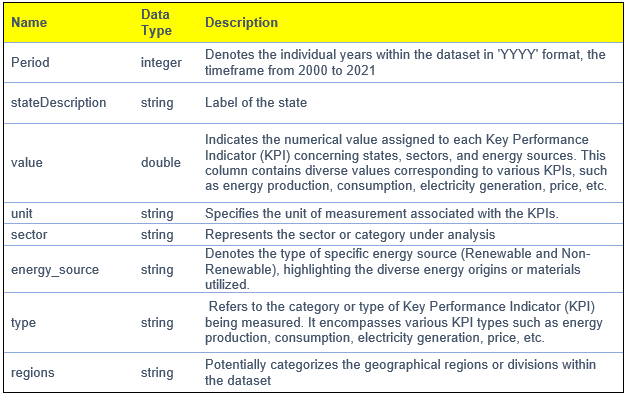 Name Data Type Description
Period integer Denotes the individual years within the dataset in 'YYYY' format, the
timeframe from 2000 to 2021
stateDescription string Label of the state
value double Indicates the numerical value assigned to each Key Performance
Indicator (KPI) concerning states, sectors, and energy sources. This
column contains diverse values corresponding to various KPIs, such
as energy production, consumption, electricity generation, price, etc.
unit string Specifies the unit of measurement associated with the KPIs.
sector string Represents the sector or category under analysis
energy_source string Denotes the type of specific energy source (Renewable and Non-
Renewable), highlighting the diverse energy origins or materials
utilized.
type string Refers to the category or type of Key Performance Indicator (KPI)
being measured. It encompasses various KPI types such as energy
production, consumption, electricity generation, price, etc.
regions string Potentially categorizes the geographical regions or divisions within
the dataset